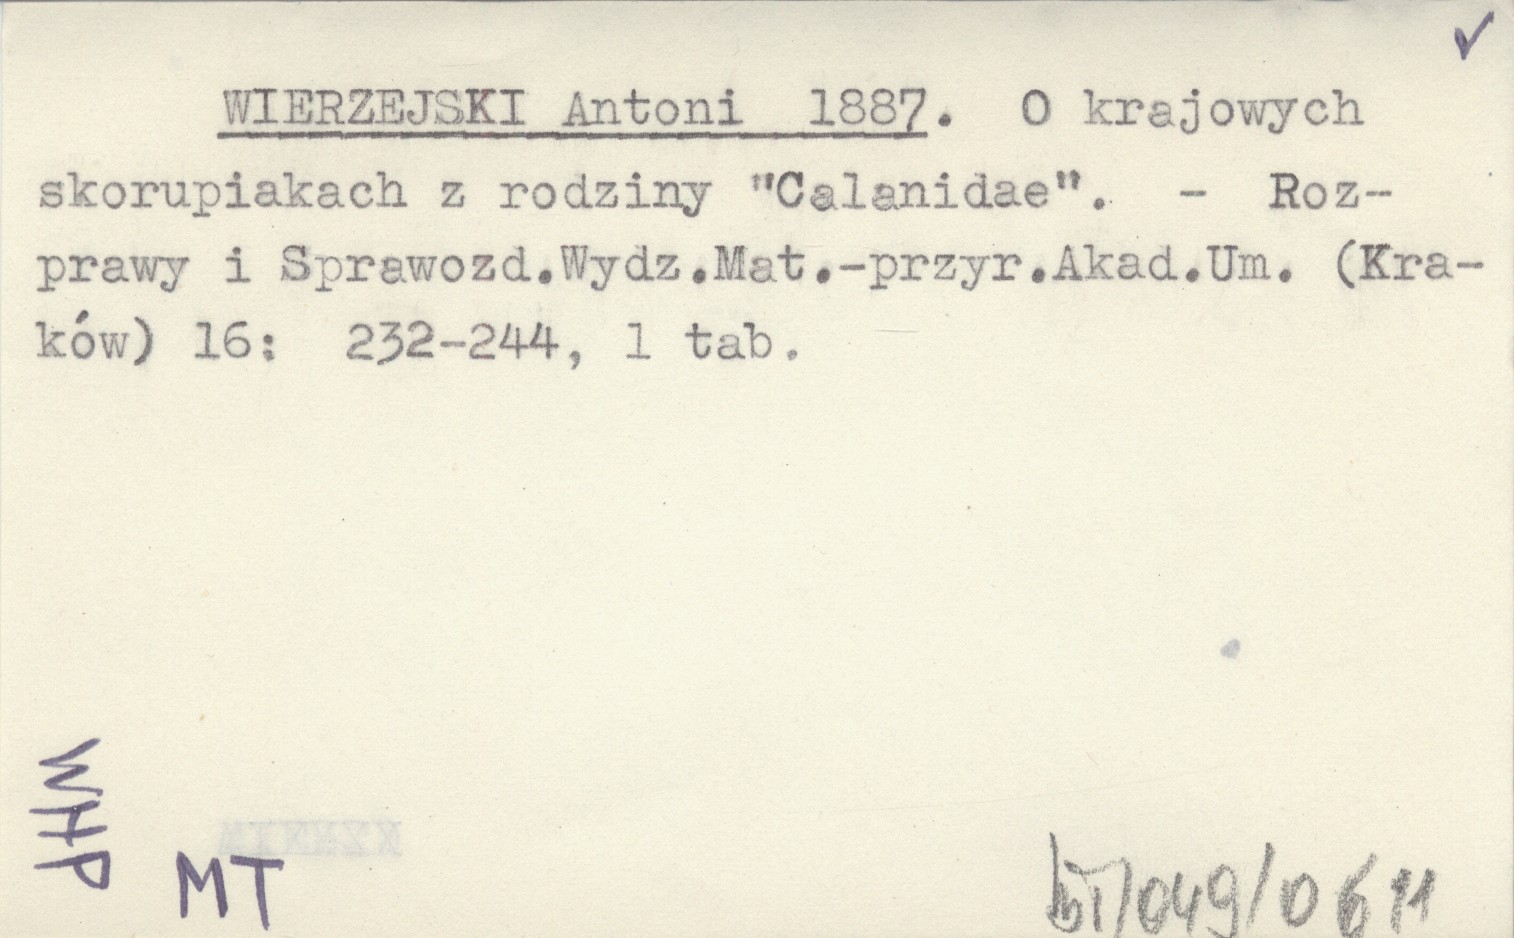 WIERZEJSKI Antoni 1887. O krajowych
skorupiakach z rodziny "Calanidae". - Roz-
prawy i Sprawozd.Wydz.Mat.-przyr.Akad.Um. (Kra-
ków) 16: 232-244, 1 tab.
WHP
MT
/049/0611